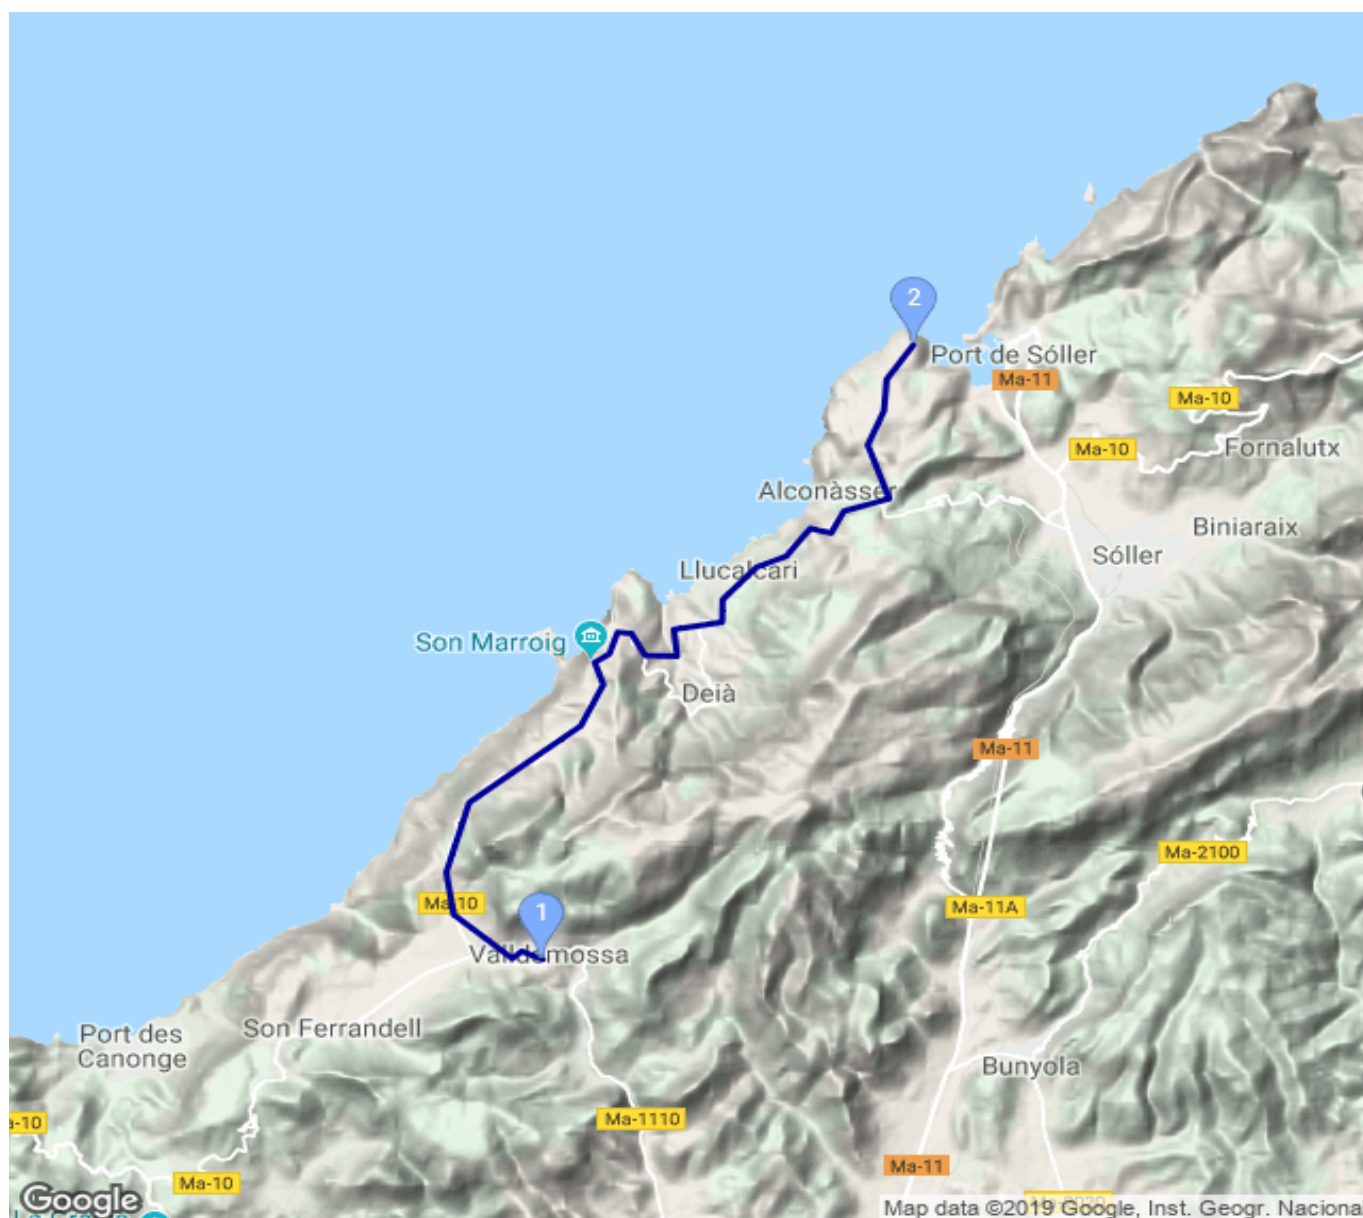 2
Port de Sóller
Ma-11
Ma-10
Ma-10
Fornalutx
Alconàsser
Biniaraix
Sóller
Llucalcari
Son Marroig
Deià
Ma-11
Ma-2100
Ma-10
Ma-11A
1
Valldemossa
Son Ferrandell
Port des
Canonge
Bunyola
Ma-1110
a-10
Ma-11
Ma-10
Google
Map data ©2019 Google, Inst. Geogr. Naciona